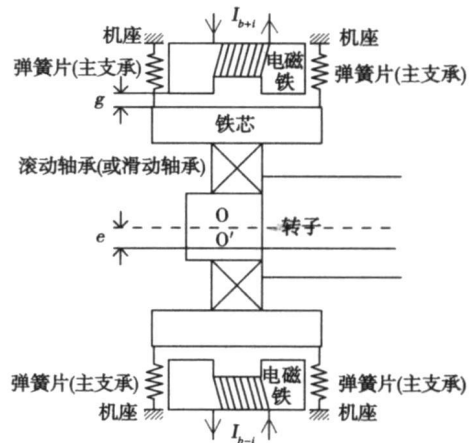 I_{b+i}
机座 机座
弹簧片(主支承) 电磁铁 弹簧片(主支承)
g
铁芯
滚动轴承(或滑动轴承)
O 转子
e O'
弹簧片(主支承) 电磁铁 弹簧片(主支承)
机座 机座
I_{b-i}